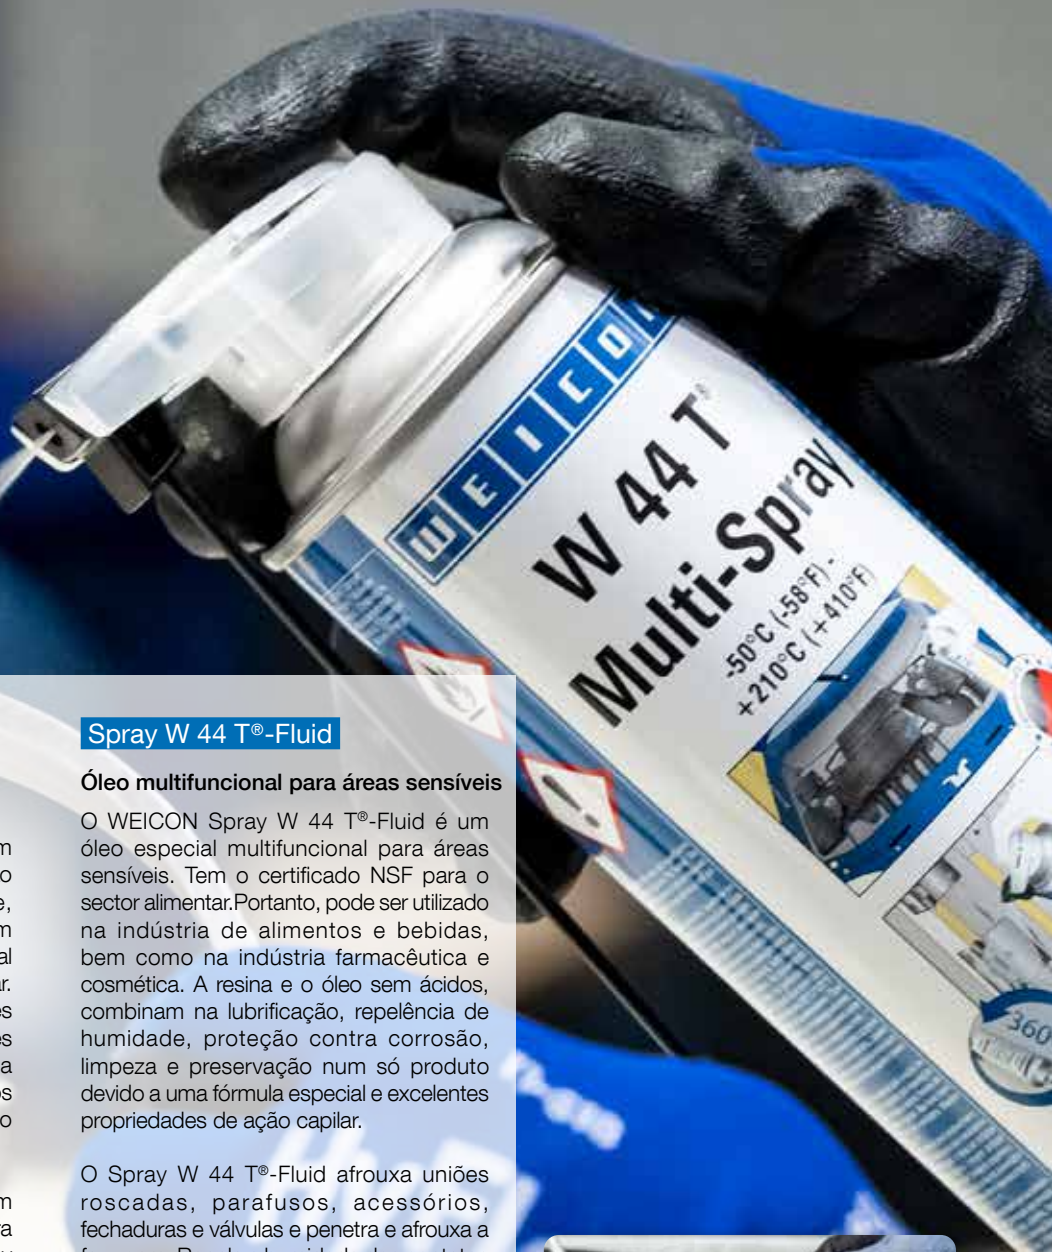 WEICO
W 44 T®
Multi-Spray
-50°C (-58°F) -
+210°C (+410°F)
360
Spray W 44 T®-Fluid
Óleo multifuncional para áreas sensíveis
O WEICON Spray W 44 T®-Fluid é um
óleo especial multifuncional para áreas
sensíveis. Tem o certificado NSF para o
sector alimentar.Portanto, pode ser utilizado
na indústria de alimentos e bebidas,
bem como na indústria farmacêutica e
cosmética. A resina e o óleo sem ácidos,
combinam na lubrificação, repelência de
humidade, proteção contra corrosão,
limpeza e preservação num só produto
devido a uma fórmula especial e excelentes
propriedades de ação capilar.
O Spray W 44 T®-Fluid afrouxa uniões
roscadas, parafusos, acessórios,
fechaduras e válvulas e penetra e afrouxa a